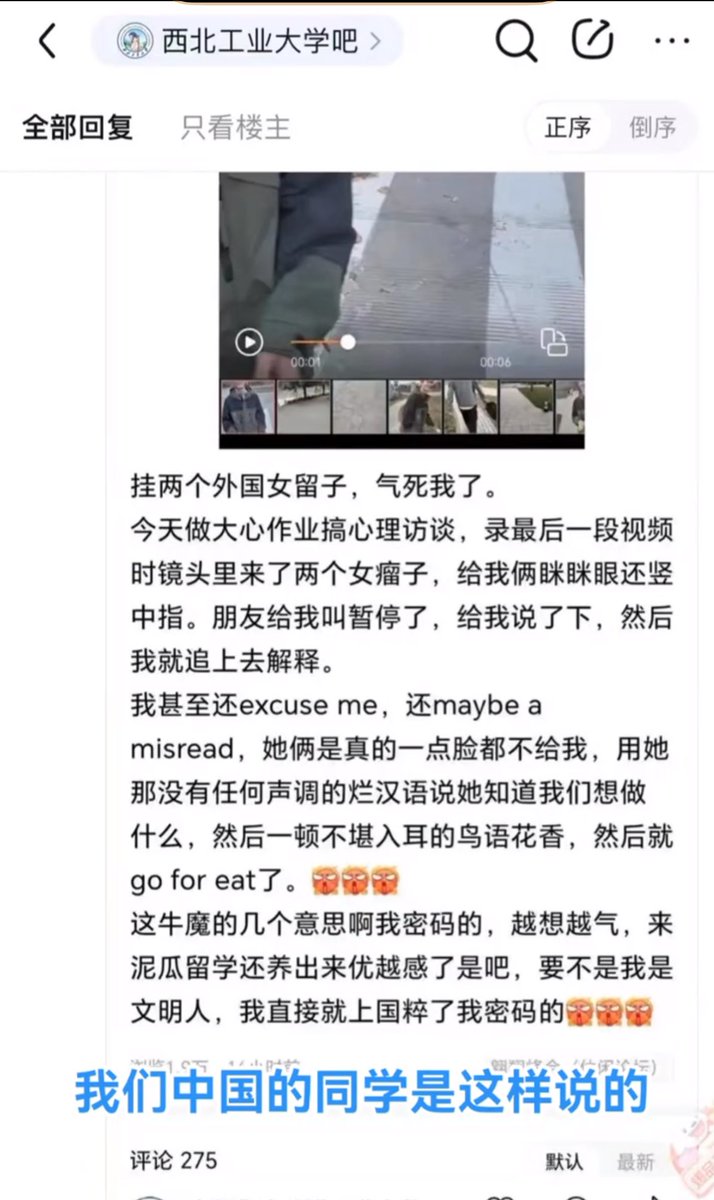 西北工业大学吧
全部回复
只看楼主
正序
倒序
00:01
00:06
挂两个外国女留子，气死我了。
今天做大心作业搞心理访谈，录最后一段视频
时镜头里来了两个女瘤子，给我俩眯眯眼还竖
中指。朋友给我叫暂停了，给我说了下，然后
我就追上去解释。
我甚至还excuse me，还maybe a
misread，她俩是真的一点脸都不给我，用她
那没有任何声调的烂汉语说她知道我们想做
什么，然后一顿不堪入耳的鸟语花香，然后就
go for eat了。
这牛魔的几个意思啊我密码的，越想越气，来
泥瓜留学还养出来优越感了是吧，要不是我是
文明人，我直接就上国粹了我密码的
我们中国的同学是这样说的
评论 275
默认
最新